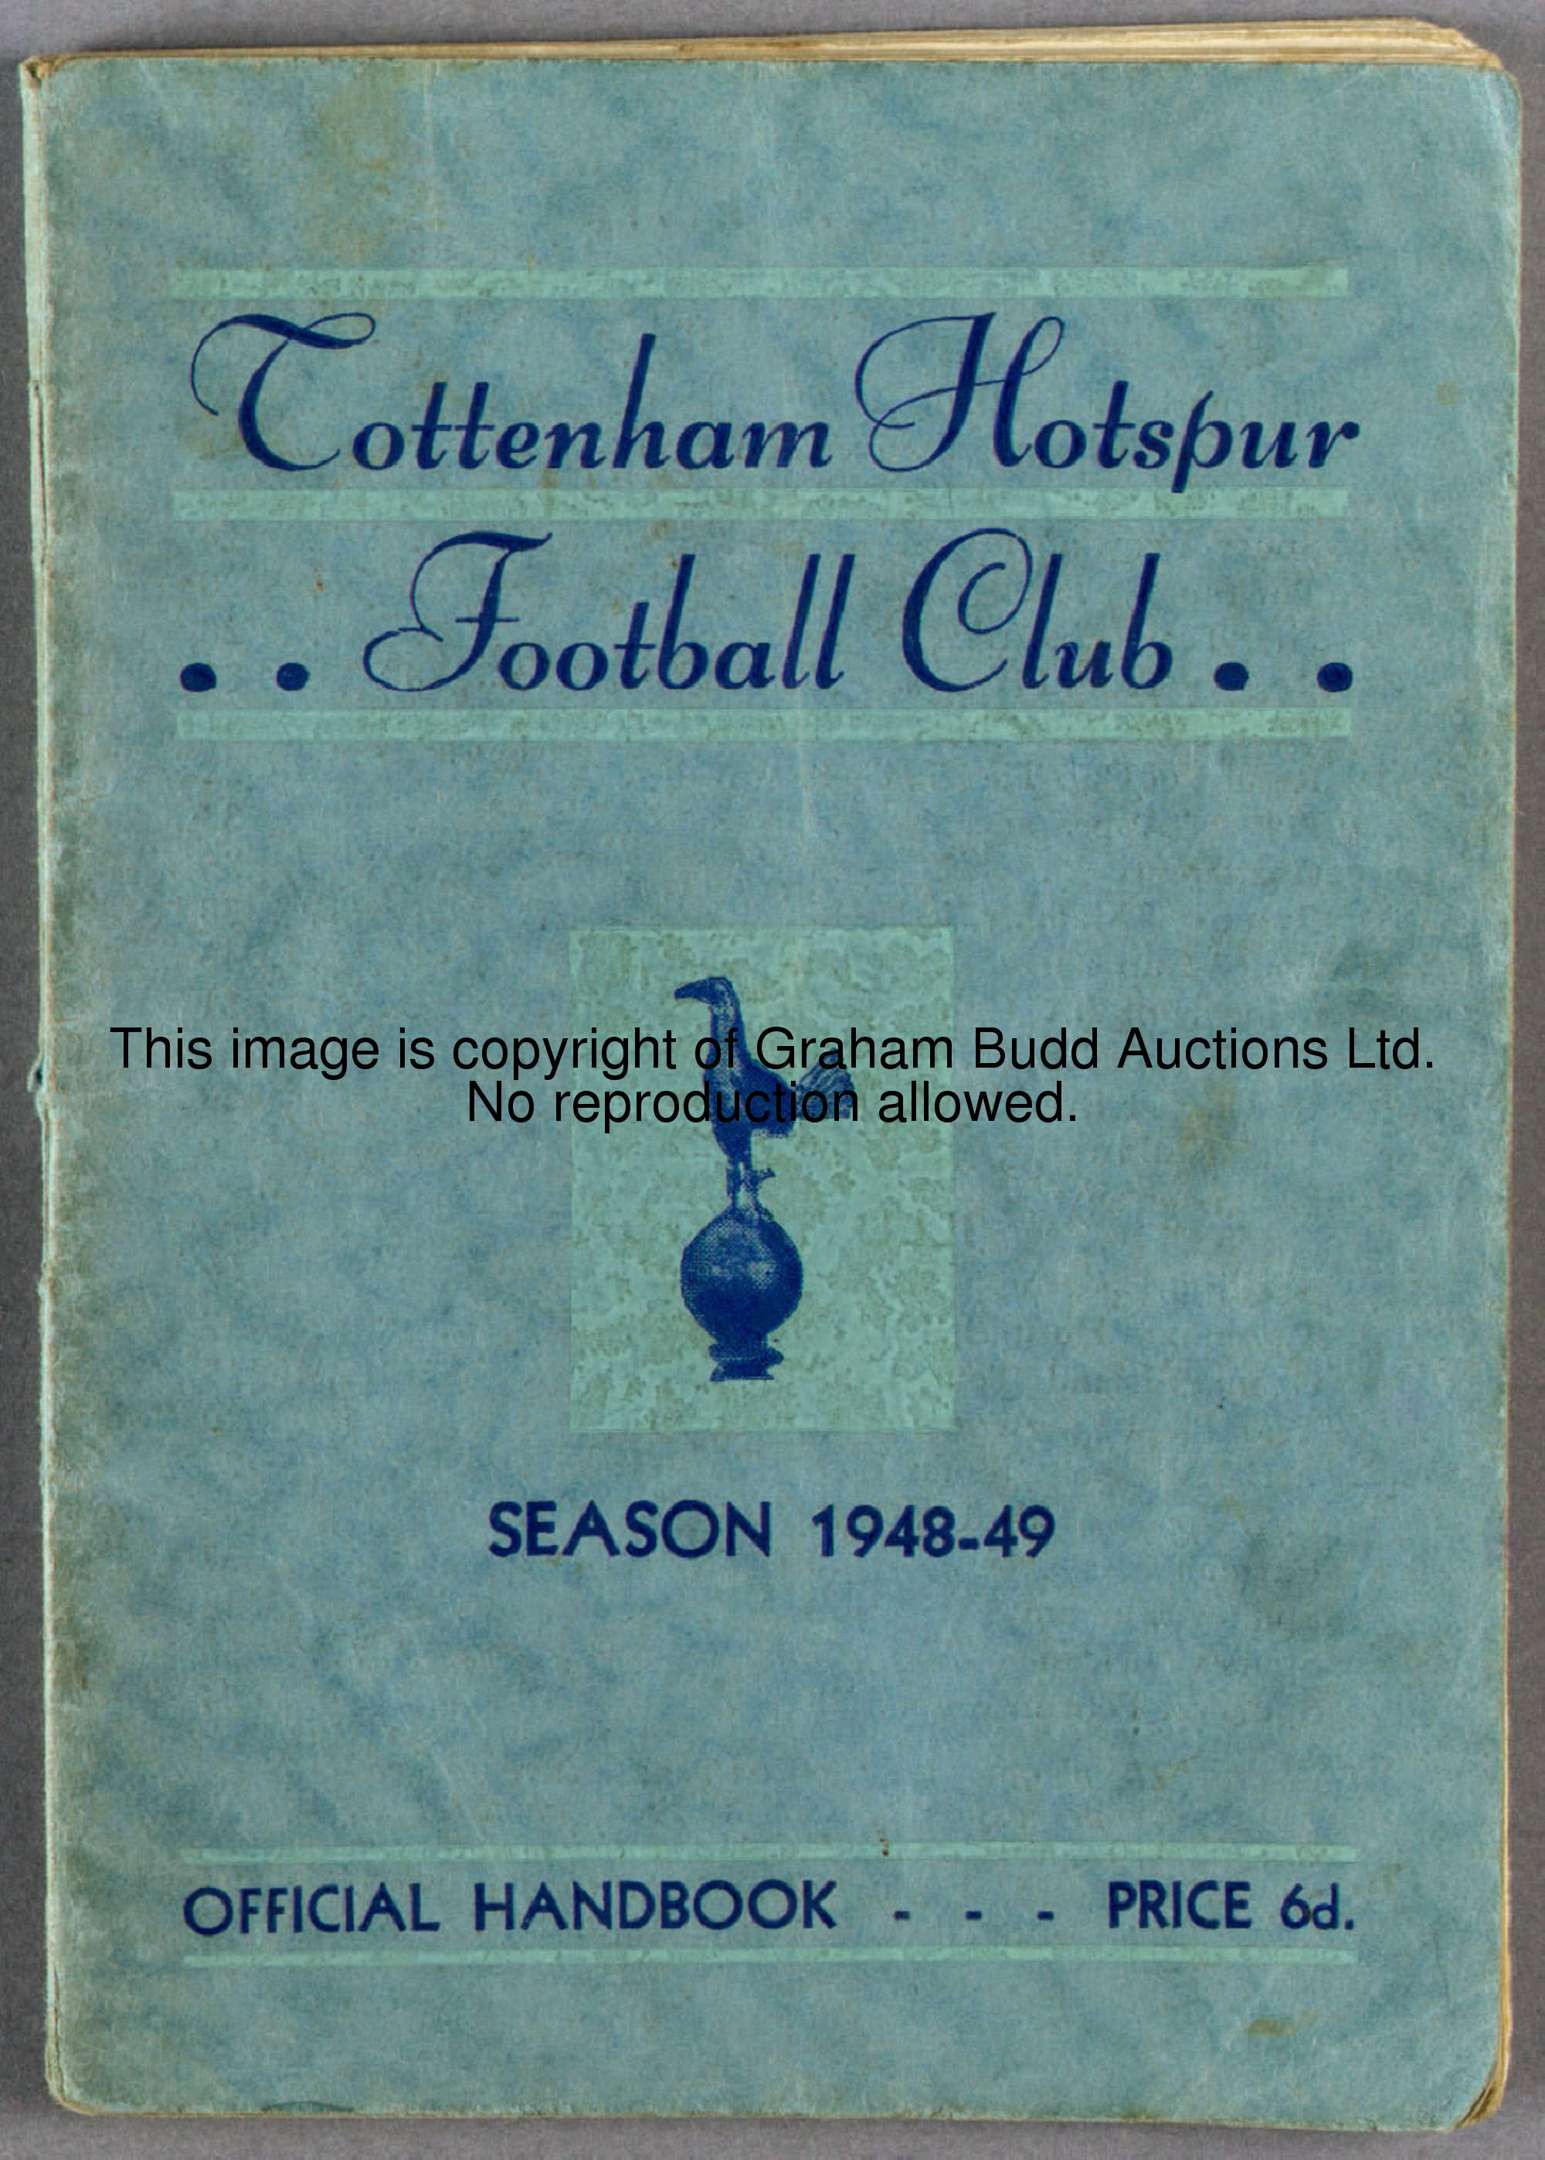 Tottenham Hotspur
. . Football Club . .
This image is copyright of Graham Budd Auctions Ltd.
No reproduction allowed.
SEASON 1948-49
OFFICIAL HANDBOOK - - - PRICE 6d.